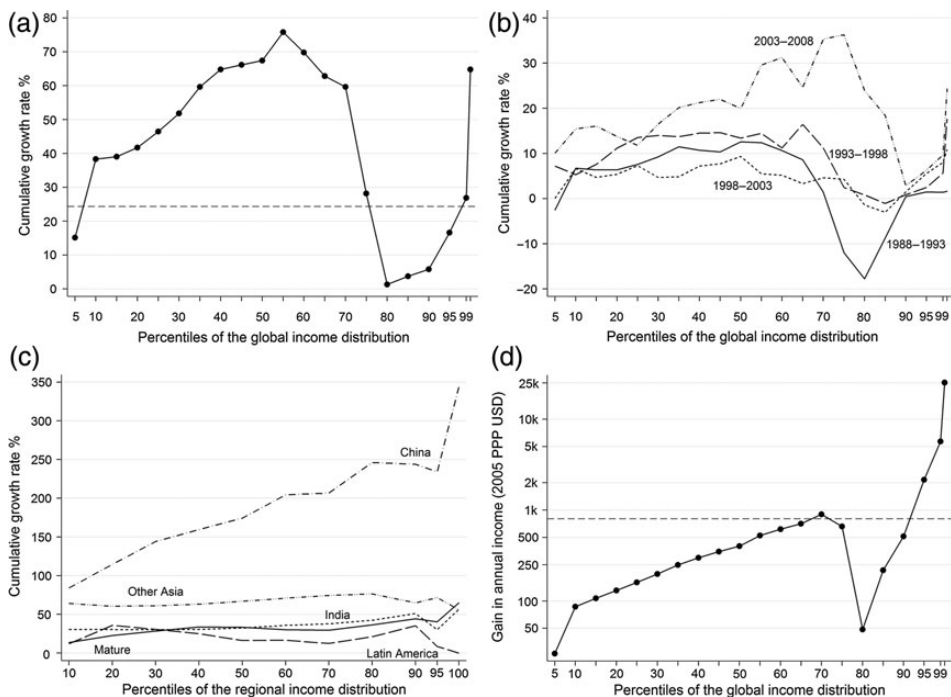 (a)
80
70
60
50
40
30
20
10
0
Cumulative growth rate %
5 10 20 30 40 50 60 70 80 90 95 99
Percentiles of the global income distribution
(b)
40
30
20
10
0
−10
−20
Cumulative growth rate %
2003–2008
1993–1998
1998–2003
1988–1993
5 10 20 30 40 50 60 70 80 90 95 99
Percentiles of the global income distribution
(c)
350
300
250
200
150
100
50
0
Cumulative growth rate %
China
Other Asia
India
Mature
Latin America
10 20 30 40 50 60 70 80 90 95 100
Percentiles of the regional income distribution
(d)
25k
10k
5k
2k
1k
500
250
100
50
Gain in annual income (2005 PPP USD)
5 10 20 30 40 50 60 70 80 90 95 99
Percentiles of the global income distribution